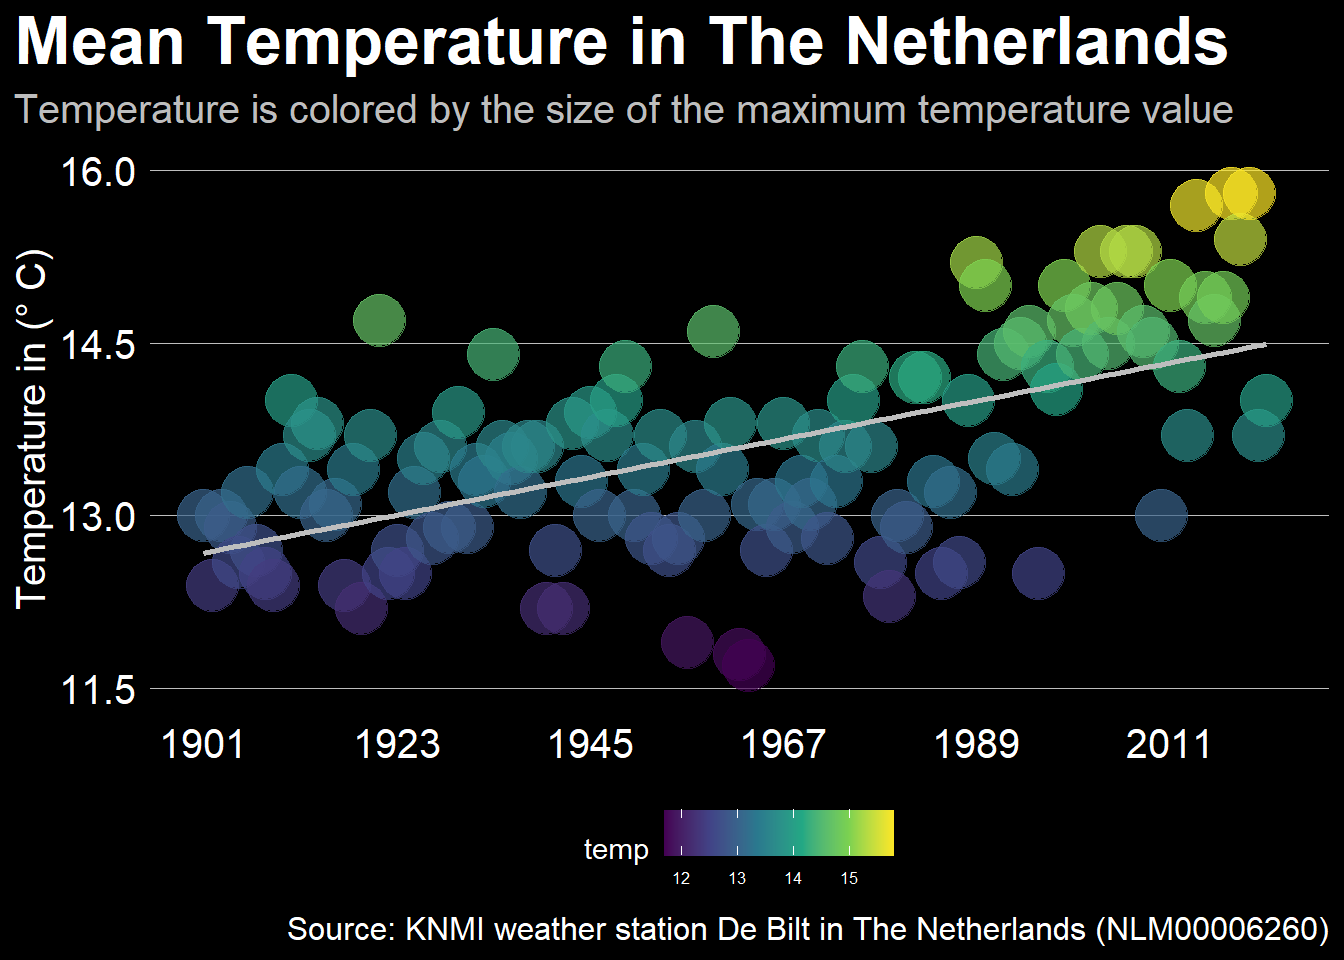 Mean Temperature in The Netherlands
Temperature is colored by the size of the maximum temperature value
Temperature in (° C)
16.0
14.5
13.0
11.5
1901 1923 1945 1967 1989 2011
temp
12 13 14 15
Source: KNMI weather station De Bilt in The Netherlands (NLM00006260)